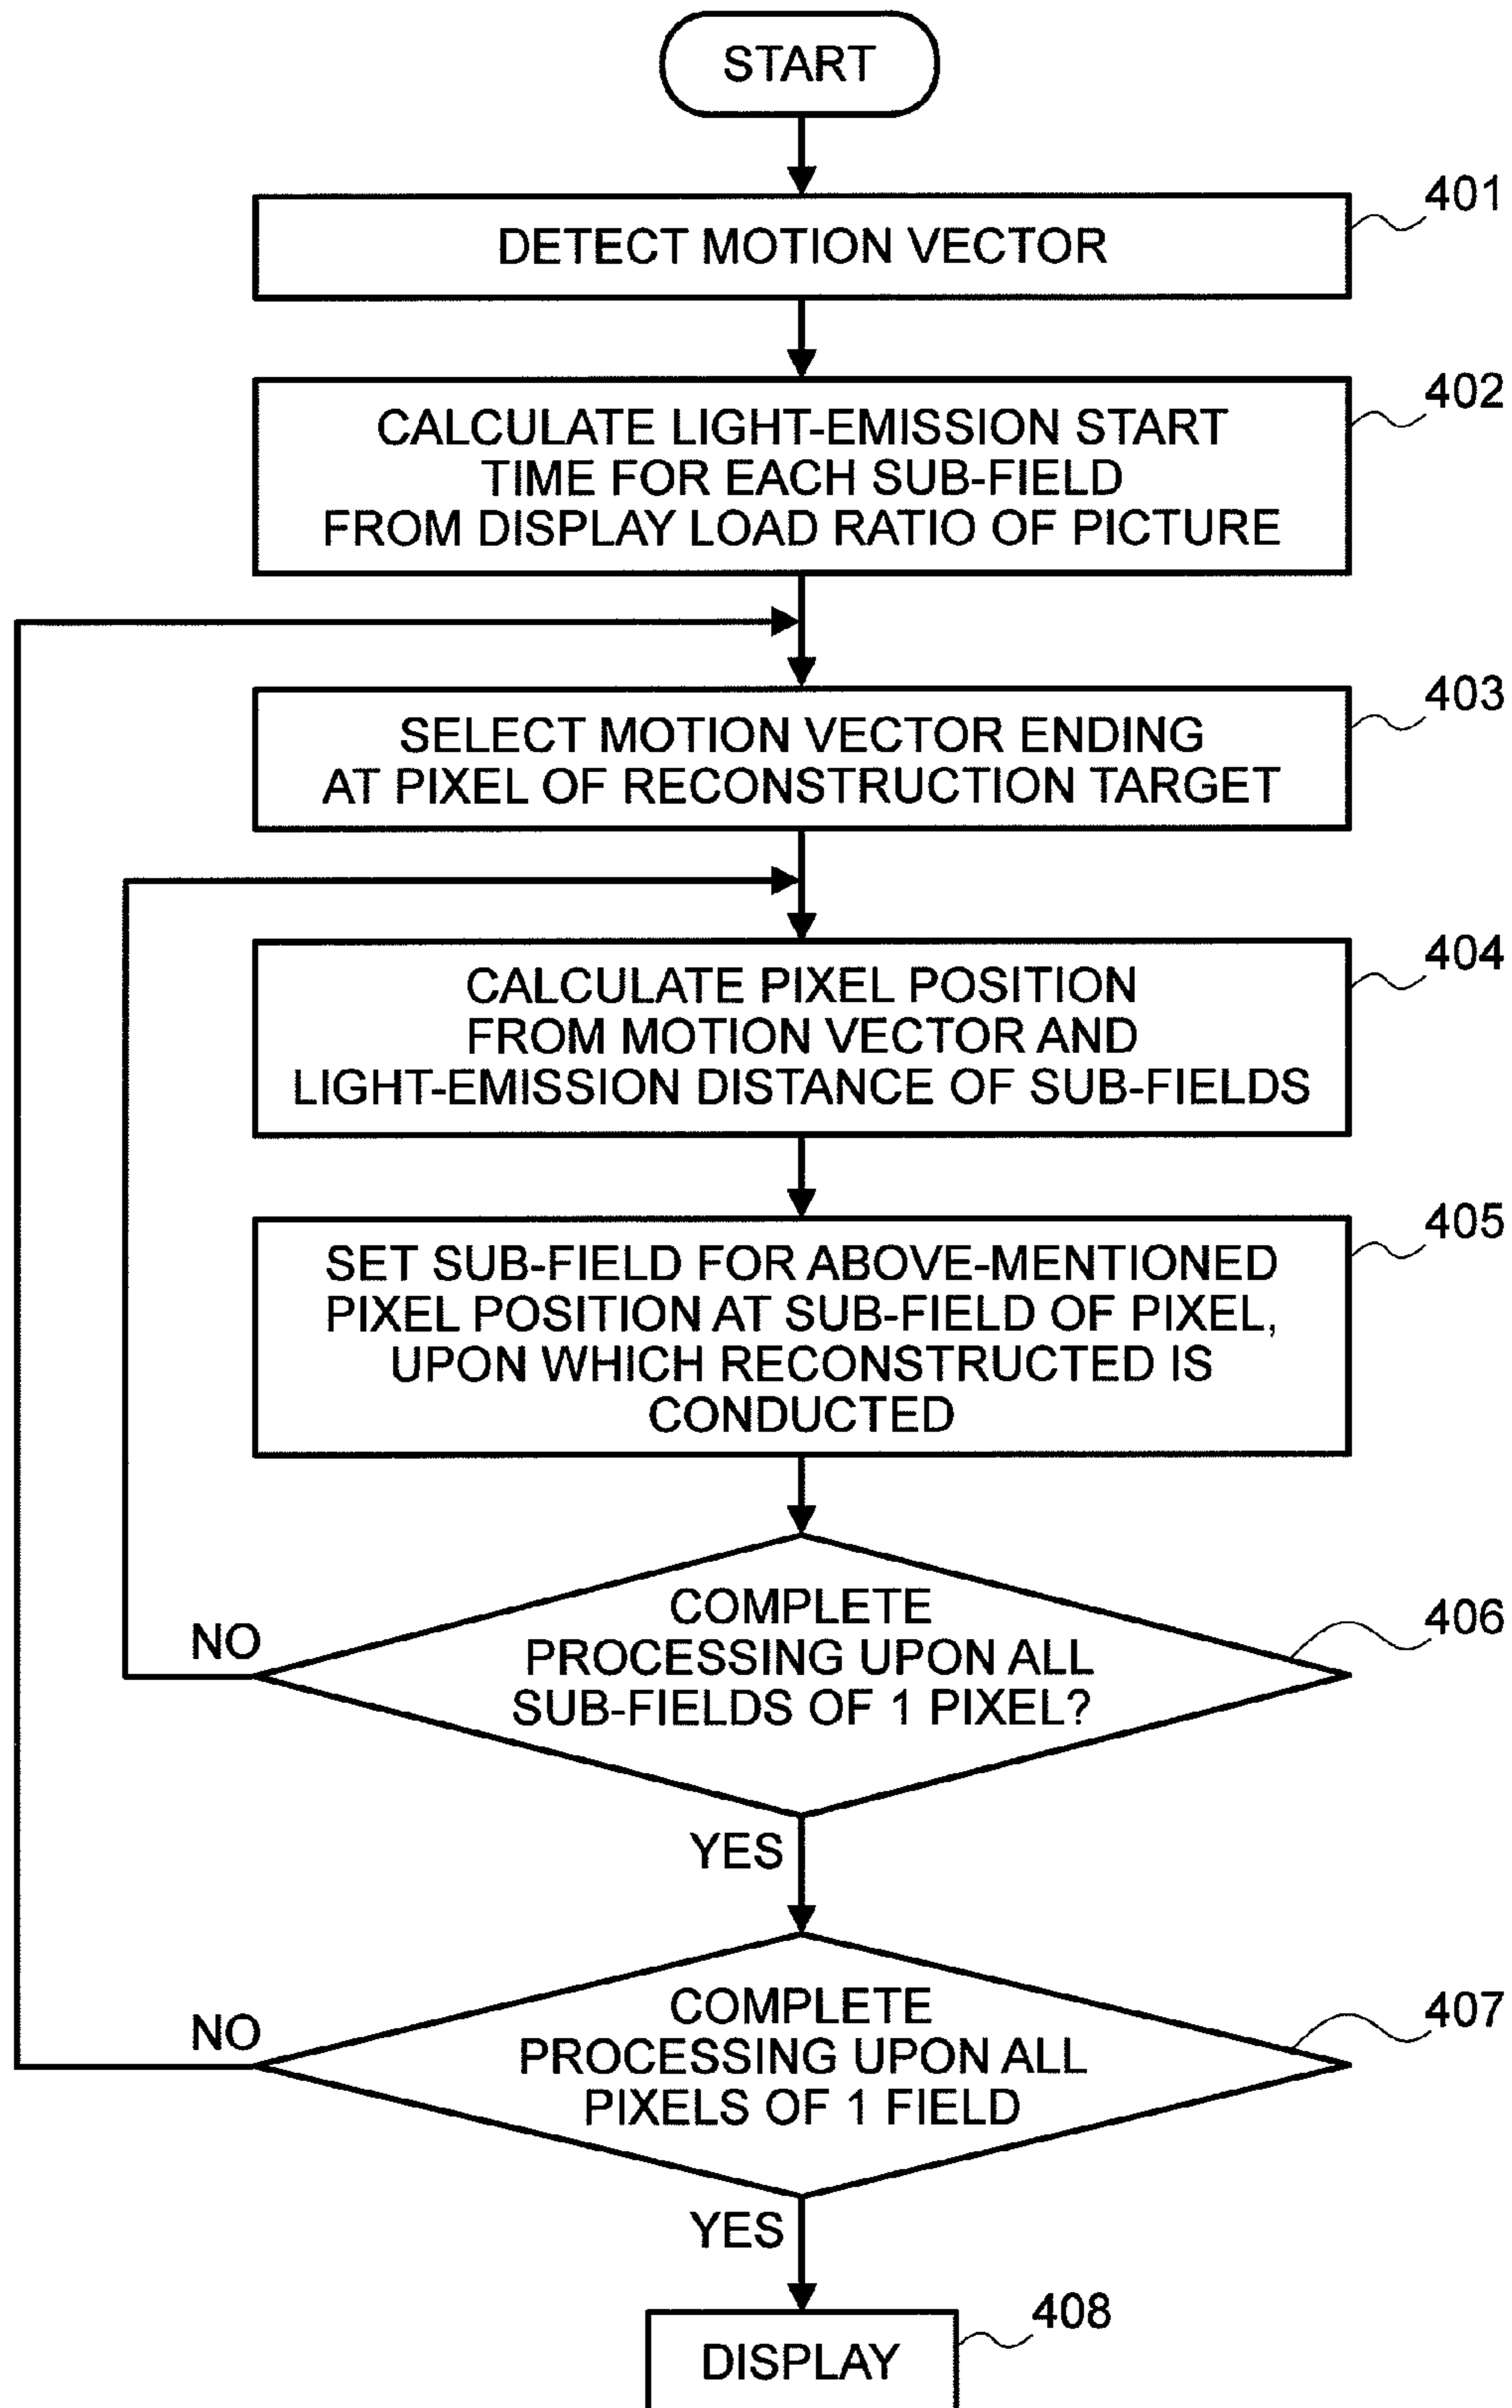 START
401
DETECT MOTION VECTOR
402
CALCULATE LIGHT-EMISSION START
TIME FOR EACH SUB-FIELD
FROM DISPLAY LOAD RATIO OF PICTURE
403
SELECT MOTION VECTOR ENDING
AT PIXEL OF RECONSTRUCTION TARGET
404
CALCULATE PIXEL POSITION
FROM MOTION VECTOR AND
LIGHT-EMISSION DISTANCE OF SUB-FIELDS
405
SET SUB-FIELD FOR ABOVE-MENTIONED
PIXEL POSITION AT SUB-FIELD OF PIXEL,
UPON WHICH RECONSTRUCTED IS
CONDUCTED
406
NO
COMPLETE
PROCESSING UPON ALL
SUB-FIELDS OF 1 PIXEL?
YES
407
NO
COMPLETE
PROCESSING UPON ALL
PIXELS OF 1 FIELD
YES
408
DISPLAY